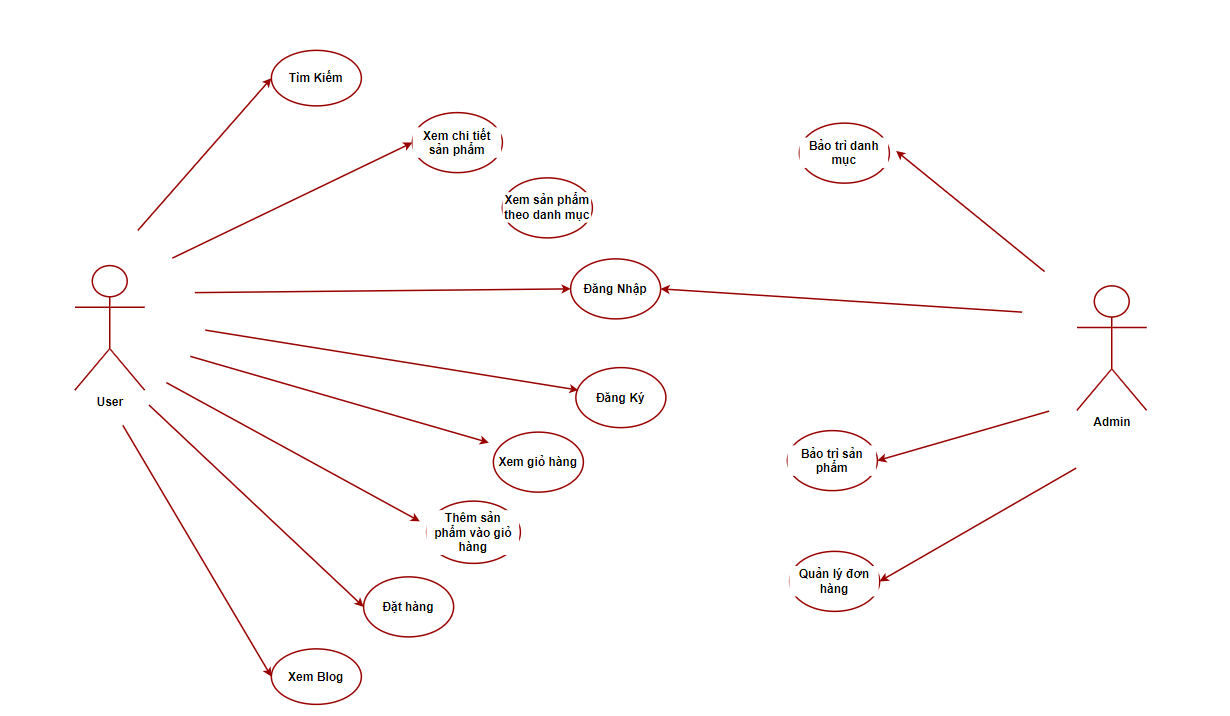 Tìm Kiếm
Xem chi tiết
sản phẩm
Bảo trì danh
mục
Xem sản phẩm
theo danh mục
Đăng Nhập
User
Đăng Ký
Admin
Xem giỏ hàng
Bảo trì sản
phẩm
Thêm sản
phẩm vào giỏ
hàng
Quản lý đơn
hàng
Đặt hàng
Xem Blog